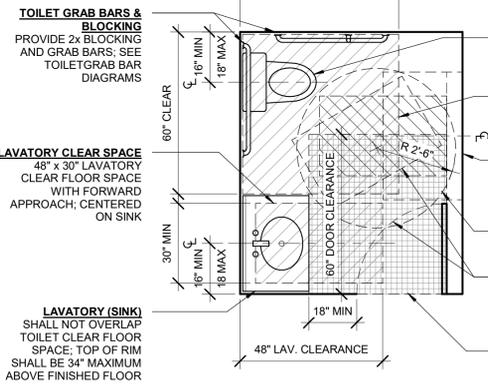 TOILET GRAB BARS &
BLOCKING
PROVIDE 2x BLOCKING
AND GRAB BARS; SEE
TOILETGRAB BAR
DIAGRAMS
LAVATORY CLEAR SPACE
48" x 30" LAVATORY
CLEAR FLOOR SPACE
WITH FORWARD
APPROACH; CENTERED
ON SINK
LAVATORY (SINK)
SHALL NOT OVERLAP
TOILET CLEAR FLOOR
SPACE; TOP OF RIM
SHALL BE 34" MAXIMUM
ABOVE FINISHED FLOOR
60" CLEAR
16" MIN
18" MAX
℄
R 2'-6"
℄
60" DOOR CLEARANCE
30" MIN
℄
16" MIN
18 MAX
18" MIN
48" LAV. CLEARANCE